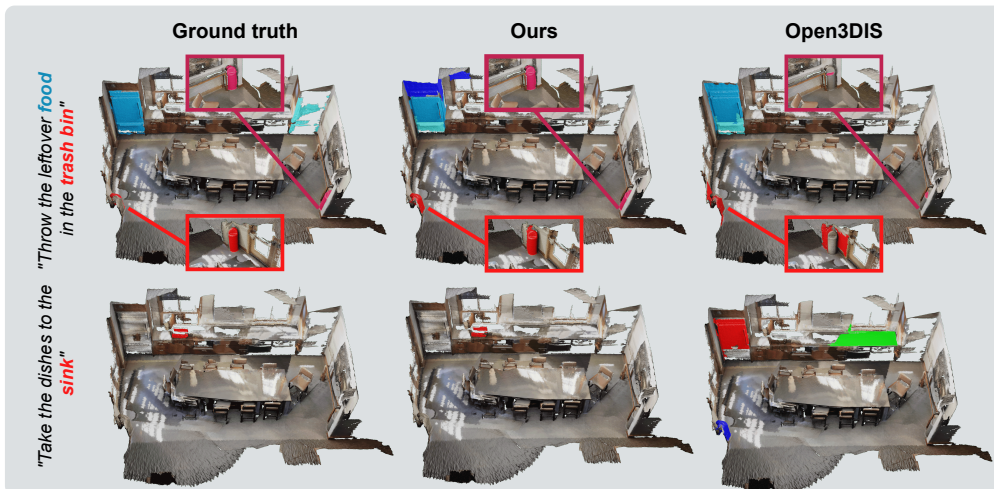 Ground truth
Ours
Open3DIS
"Throw the leftover food
in the trash bin"
"Take the dishes to the
sink"